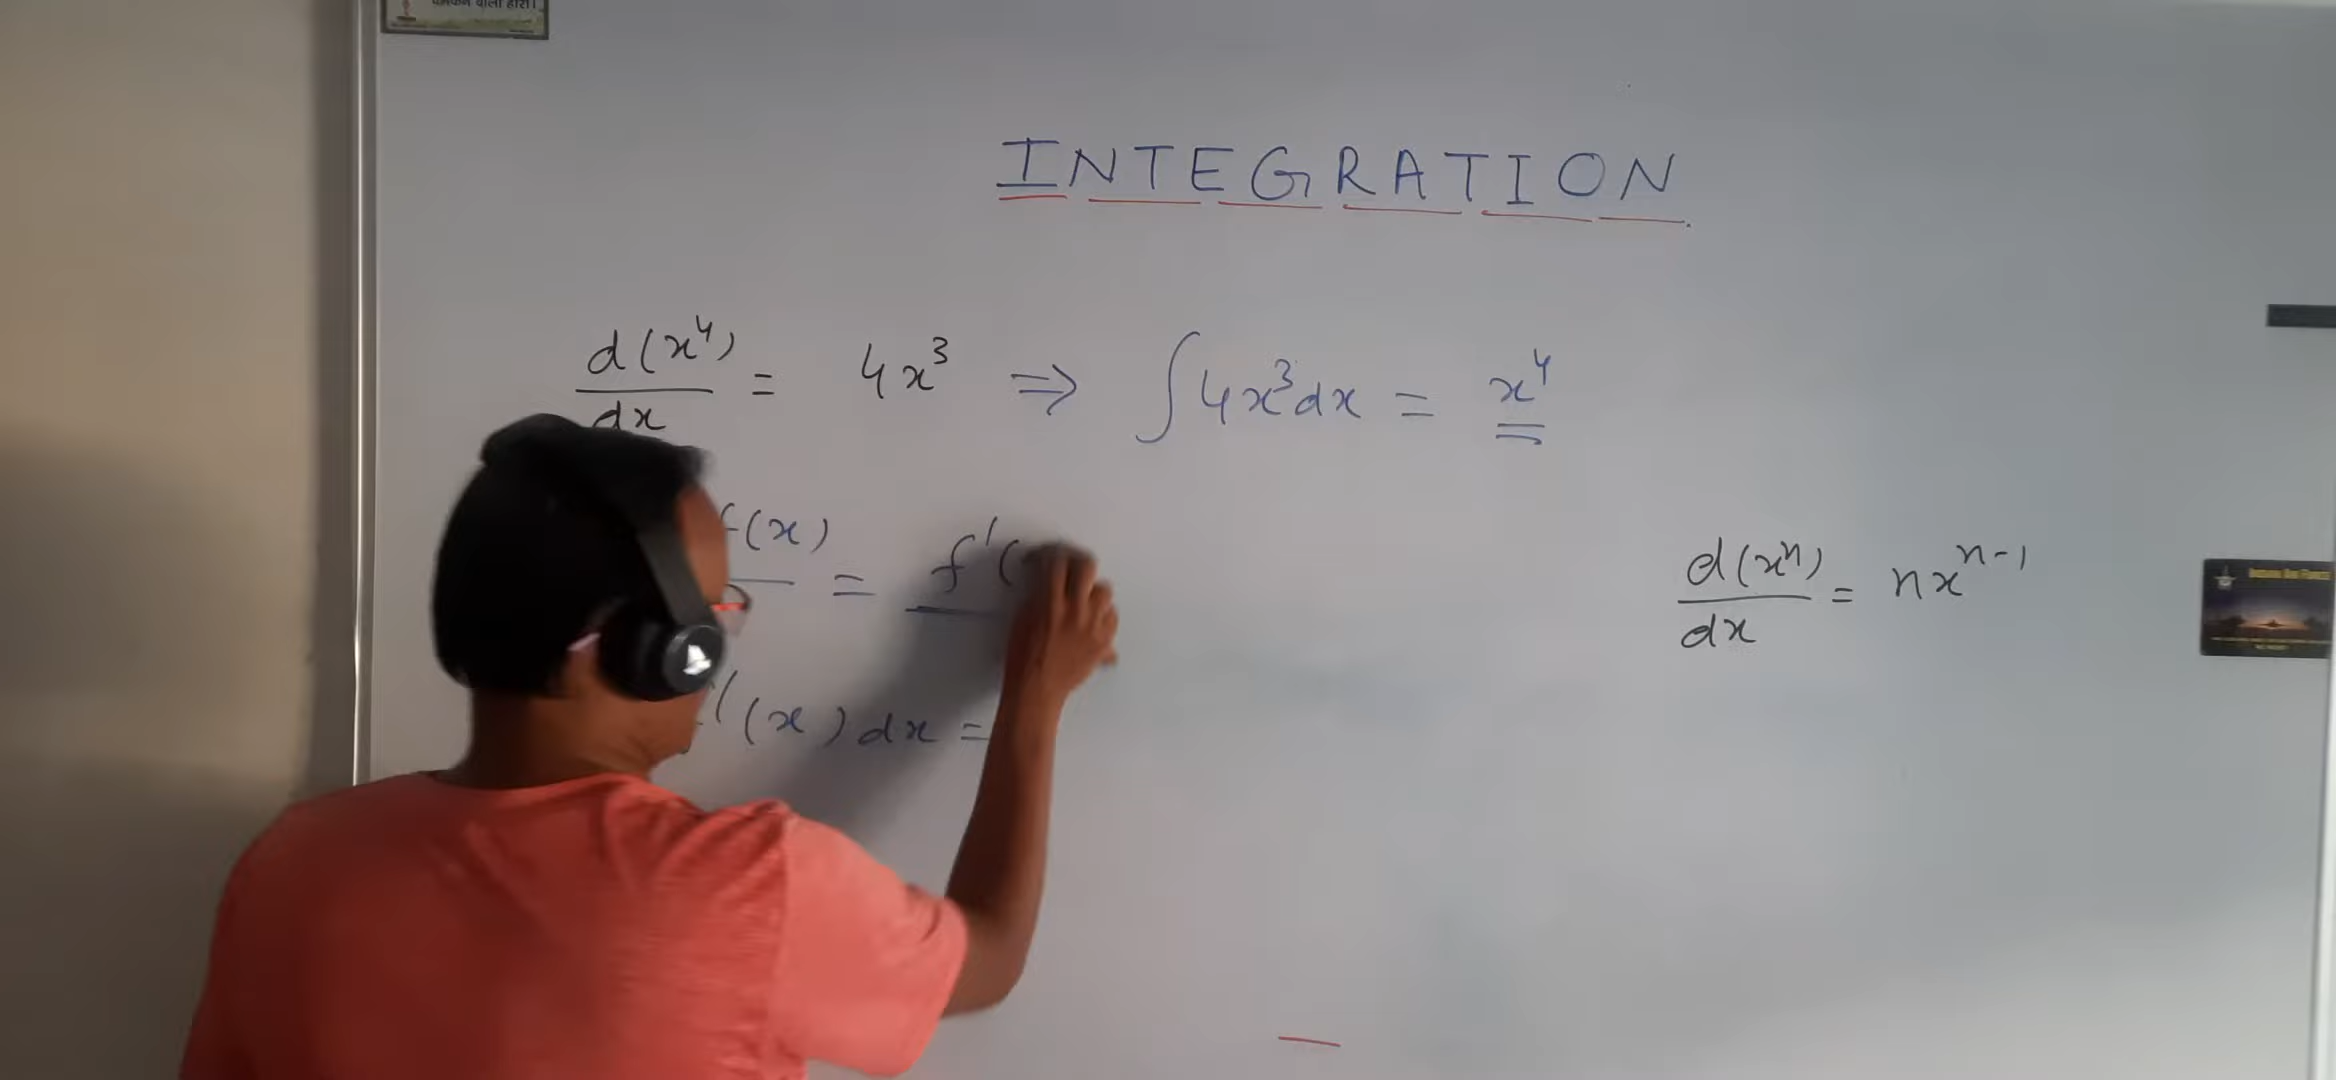 वाला होता।
INTEGRATION
d(x⁴)/dx = 4x³ ⇒ ∫4x³dx = x⁴
f(x) = f'(
d(xⁿ)/dx = nxⁿ⁻¹
'(x) dx =